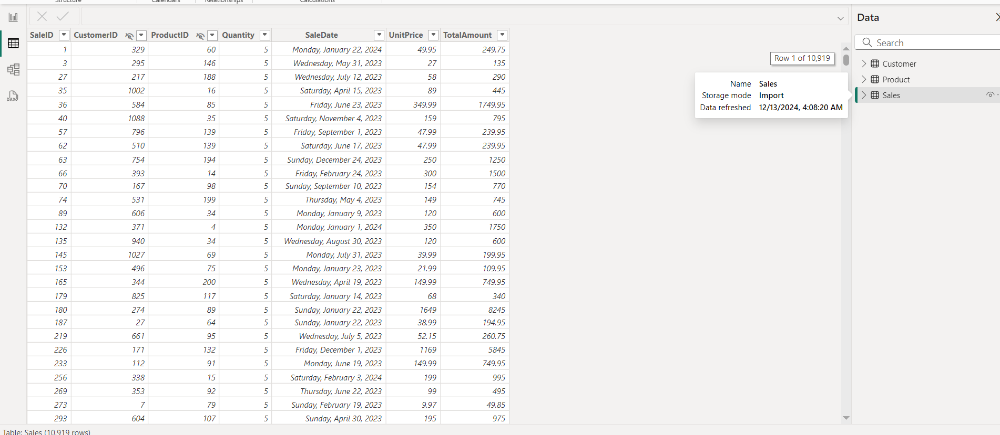 Structure Calendars Relationships Calculations
SaleID CustomerID ProductID Quantity SaleDate UnitPrice TotalAmount
1 329 60 5 Monday, January 22, 2024 49.95 249.75
3 295 146 5 Wednesday, May 31, 2023 27 135
27 217 188 5 Wednesday, July 12, 2023 58 290
35 1002 16 5 Saturday, April 15, 2023 89 445
36 584 85 5 Friday, June 23, 2023 349.99 1749.95
40 1088 35 5 Saturday, November 4, 2023 159 795
57 796 139 5 Friday, September 1, 2023 47.99 239.95
62 510 139 5 Saturday, June 17, 2023 47.99 239.95
63 754 194 5 Sunday, December 24, 2023 250 1250
66 393 14 5 Friday, February 24, 2023 300 1500
70 167 98 5 Sunday, September 10, 2023 154 770
74 531 199 5 Thursday, May 4, 2023 149 745
89 606 34 5 Monday, January 9, 2023 120 600
132 371 4 5 Monday, January 1, 2024 350 1750
135 940 34 5 Wednesday, August 30, 2023 120 600
145 1027 69 5 Monday, July 31, 2023 39.99 199.95
153 496 75 5 Monday, January 23, 2023 21.99 109.95
165 344 200 5 Wednesday, April 19, 2023 149.99 749.95
179 825 117 5 Saturday, January 14, 2023 68 340
180 274 89 5 Sunday, January 22, 2023 1649 8245
187 27 64 5 Sunday, January 22, 2023 38.99 194.95
219 661 95 5 Wednesday, July 5, 2023 52.15 260.75
226 171 132 5 Friday, December 1, 2023 1169 5845
233 112 91 5 Monday, June 19, 2023 149.99 749.95
256 338 15 5 Saturday, February 3, 2024 199 995
269 353 92 5 Thursday, June 22, 2023 99 495
273 7 79 5 Sunday, February 19, 2023 9.97 49.85
293 604 107 5 Sunday, April 30, 2023 195 975
Table: Sales (10,919 rows)
DAX
Row 1 of 10,919
Name Sales
Storage mode Import
Data refreshed 12/13/2024, 4:08:20 AM
Data
Search
Customer
Product
Sales